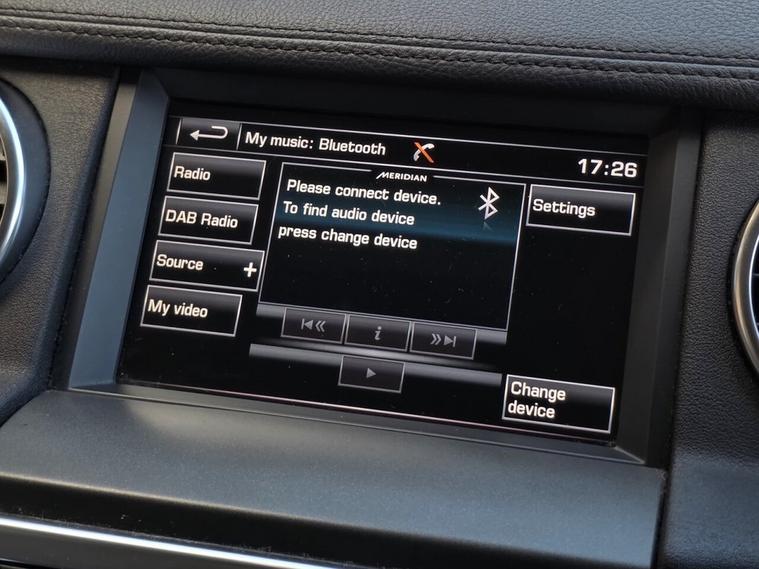 My music: Bluetooth
17:26
Radio
DAB Radio
Source +
My video
MERIDIAN
Please connect device.
To find audio device
press change device
i
Settings
Change
device